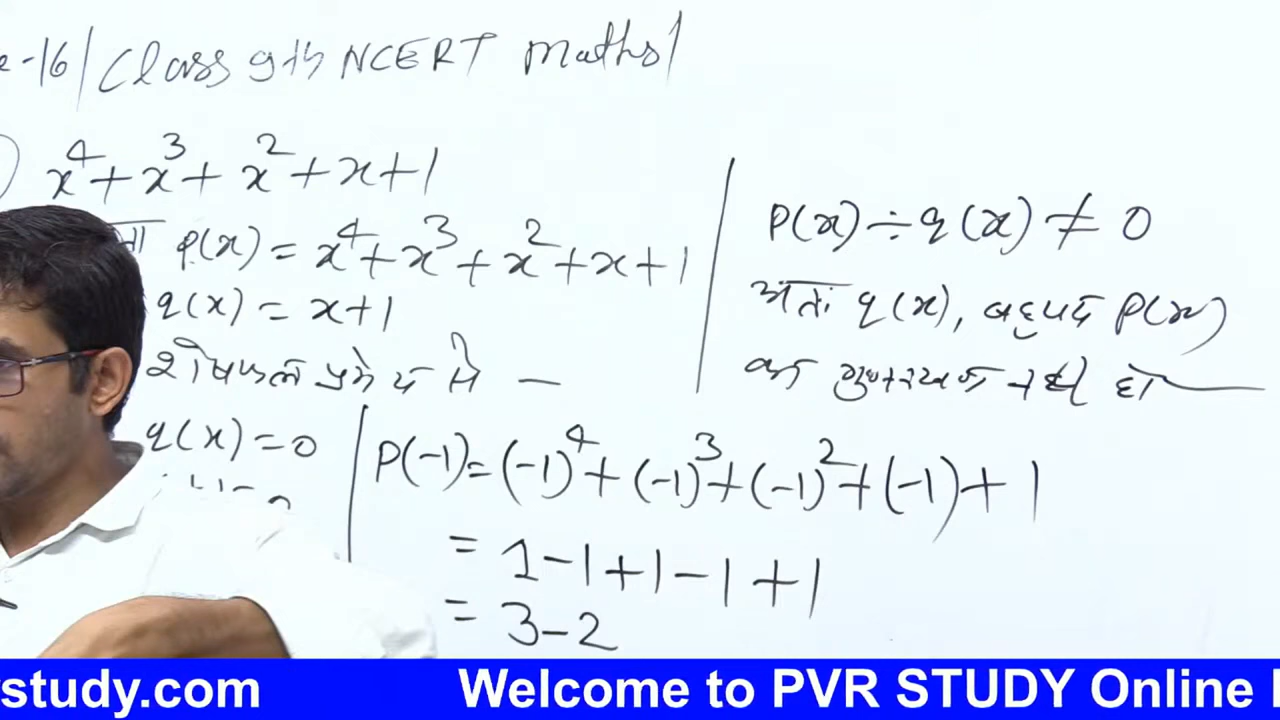 -16/Class 9th NCERT Maths/
x⁴+x³+x²+x+1
p(x)=x⁴+x³+x²+x+1
q(x)=x+1
शेषफल प्रमेय से —
q(x)=0
P(-1)=(-1)⁴+(-1)³+(-1)²+(-1)+1
=1-1+1-1+1
=3-2
P(x)÷q(x)≠0
अतः q(x), बहुपद P(x)
का गुणनखण्ड नहीं है
study.com
Welcome to PVR STUDY Online